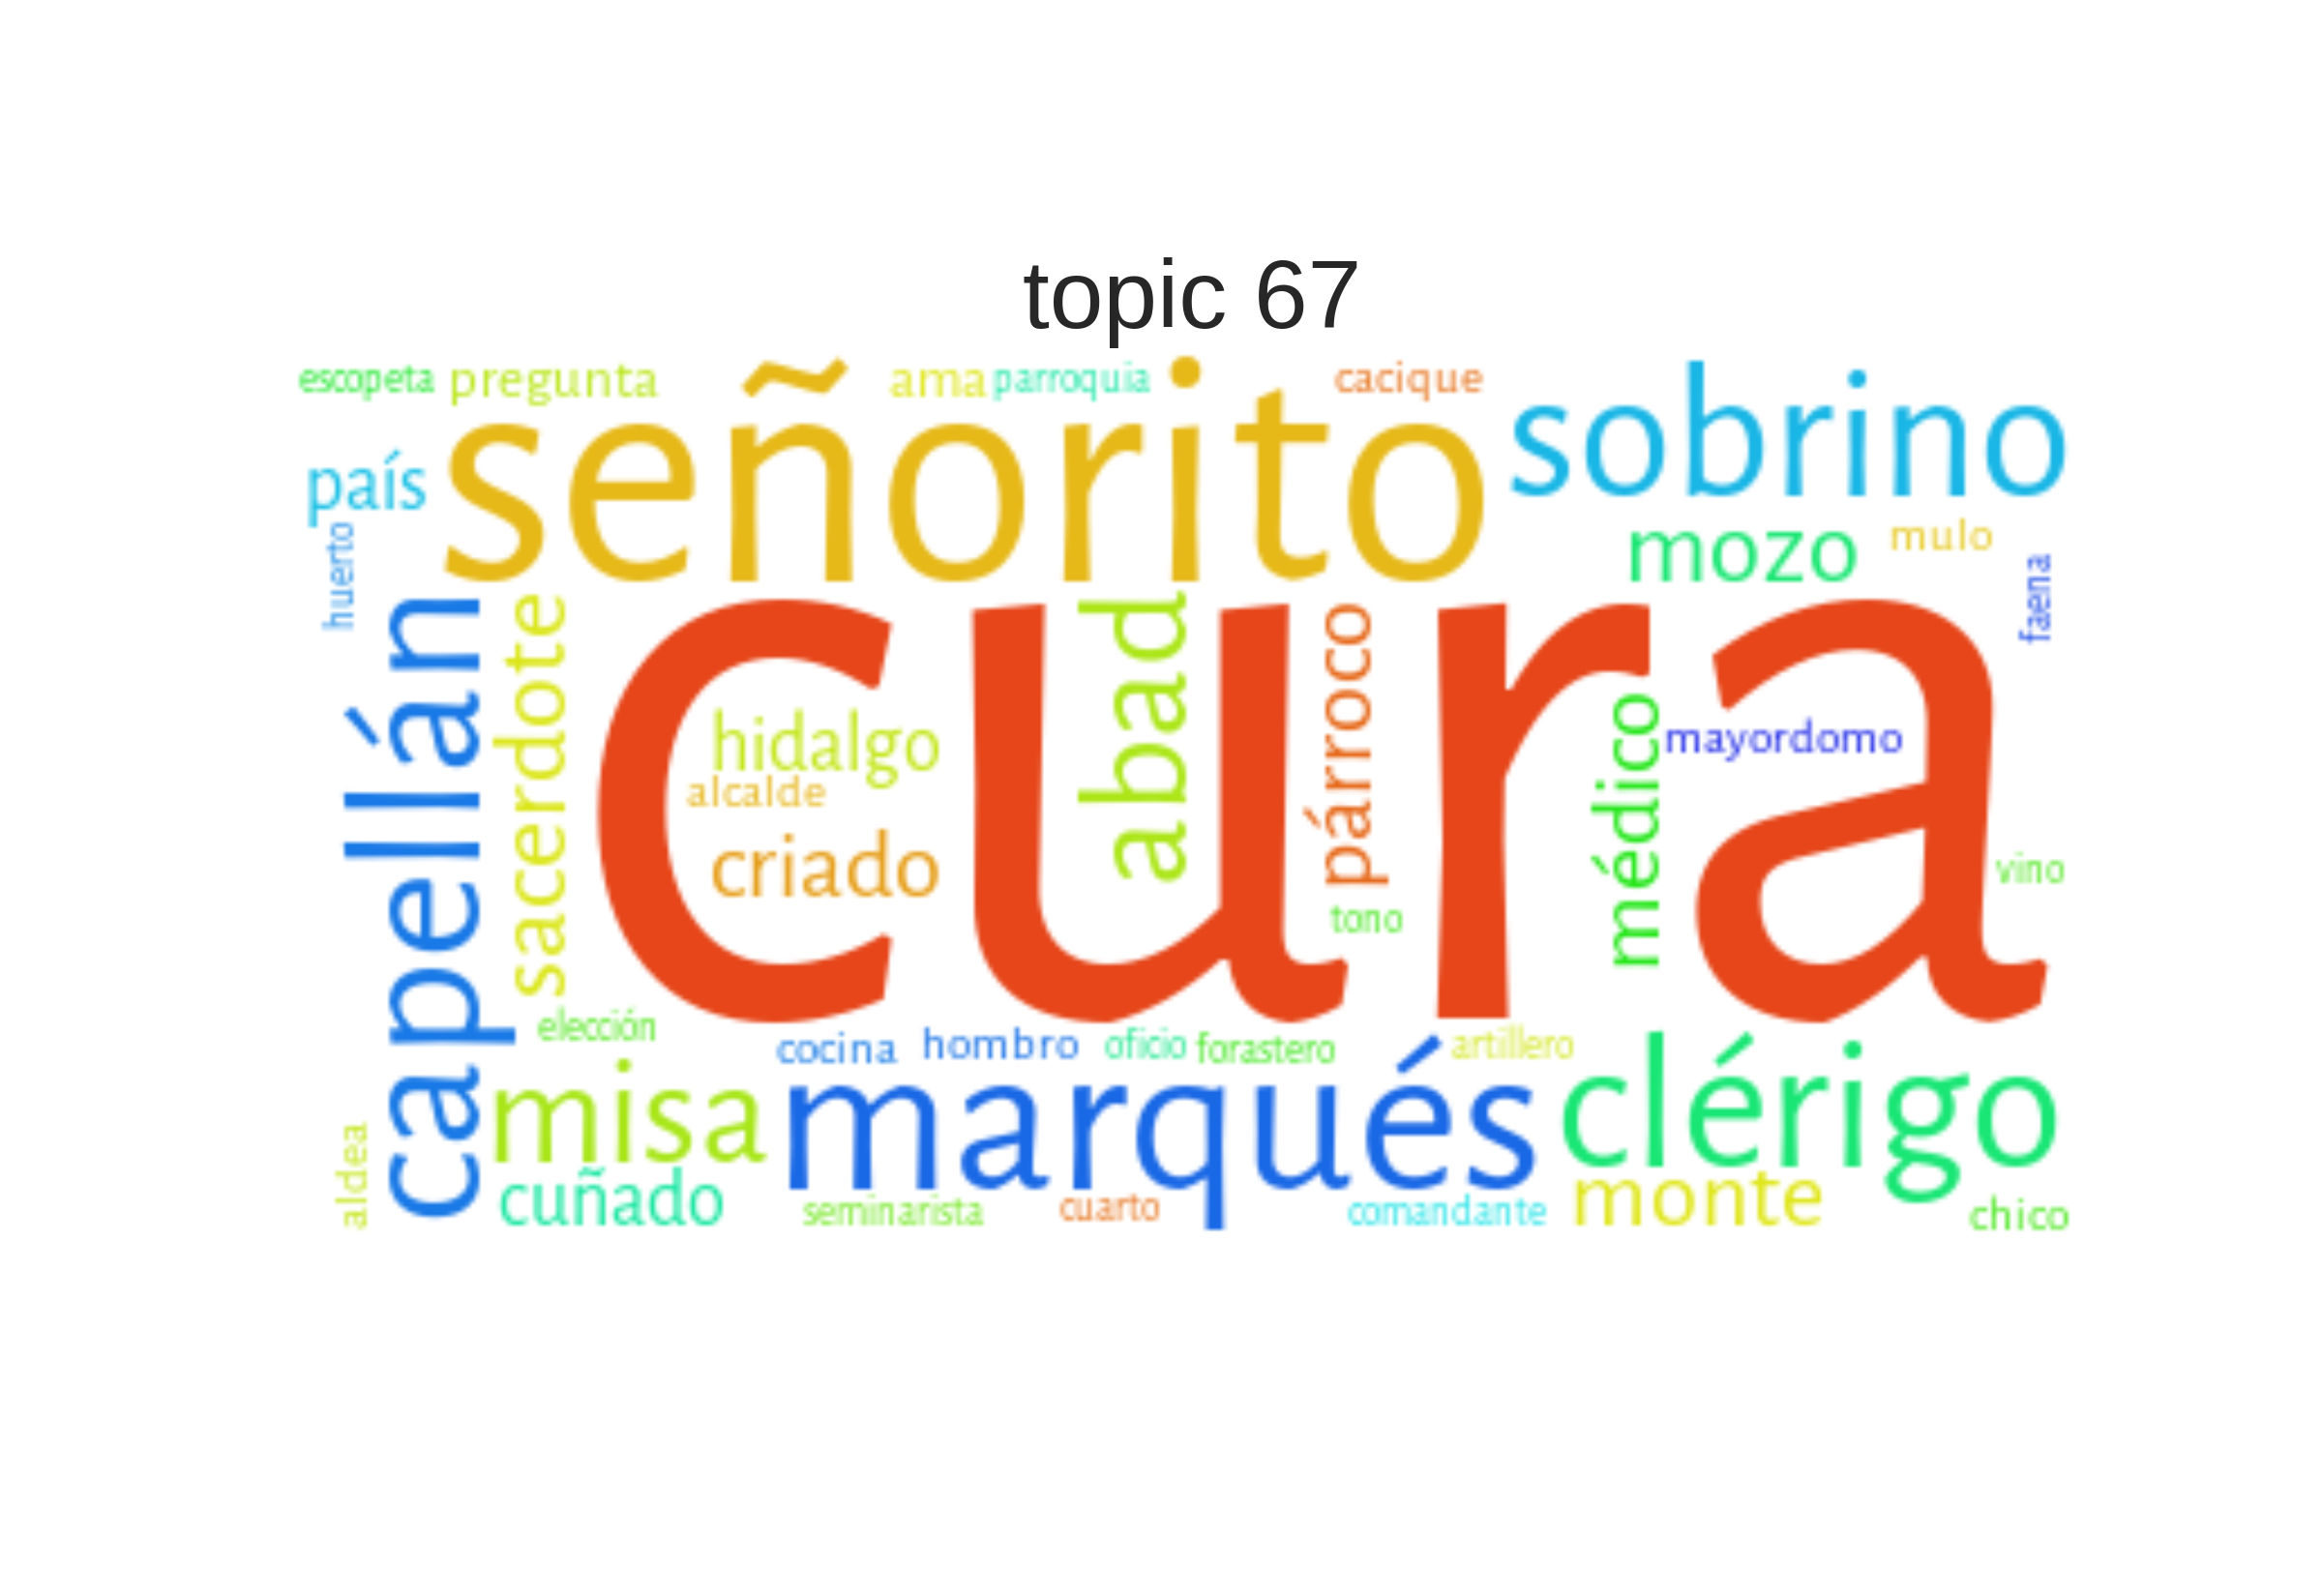 topic 67
escopeta
pregunta
ama
parroquia
cacique
señorito
sobrino
país
mozo
mulo
huerto
faena
capellán
sacerdote
cura
abad
párroco
médico
hidalgo
mayordomo
alcalde
criado
vino
tono
elección
cocina
hombro
oficio
forastero
artillero
misa
marqués
clérigo
aldea
cuñado
seminarista
cuarto
comandante
monte
chico